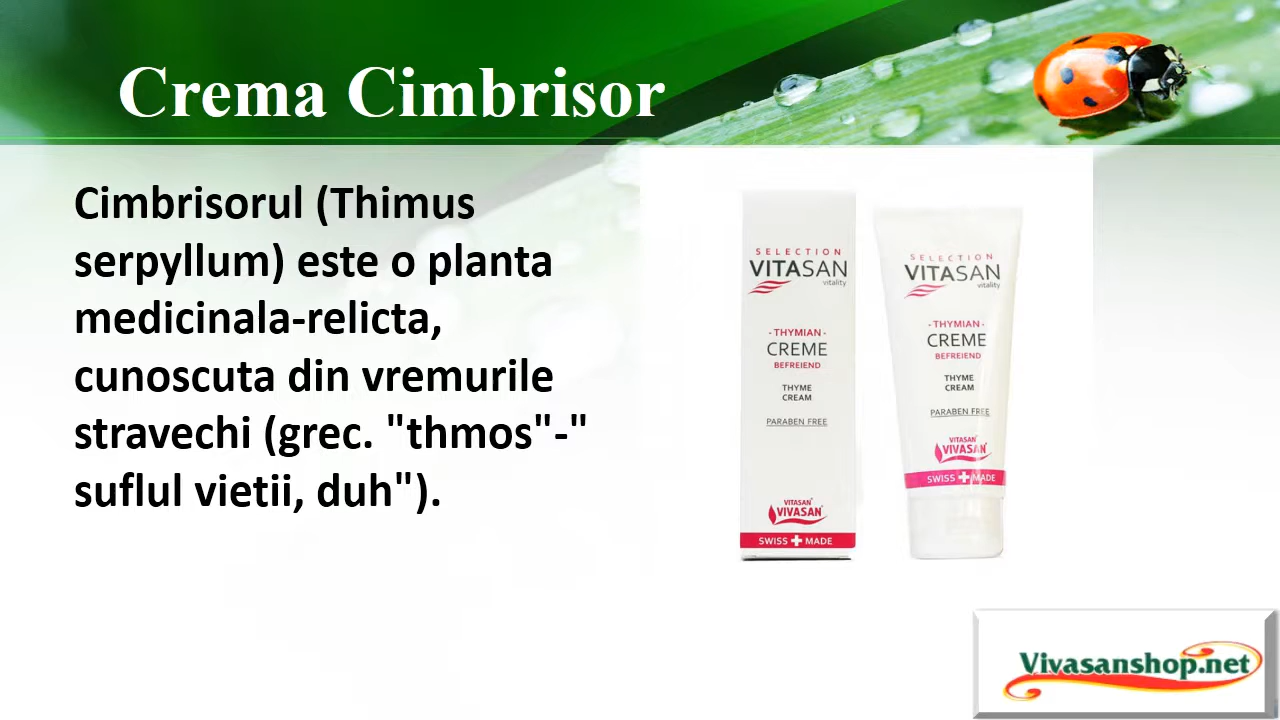 Crema Cimbrisor
Cimbrisorul (Thimus
serpyllum) este o planta
medicinala-relicta,
cunoscuta din vremurile
stravechi (grec. "thmos"-"
suflul vietii, duh").
SELECTION
VITASAN
vitality
- THYMIAN -
CREME
BEFREIEND
THYME
CREAM
PARABEN FREE
VITASAN
VIVASAN
SWISS MADE
SELECTION
VITASAN
vitality
- THYMIAN -
CREME
BEFREIEND
THYME
CREAM
PARABEN FREE
VITASAN
VIVASAN
SWISS MADE
Vivasanshop.net